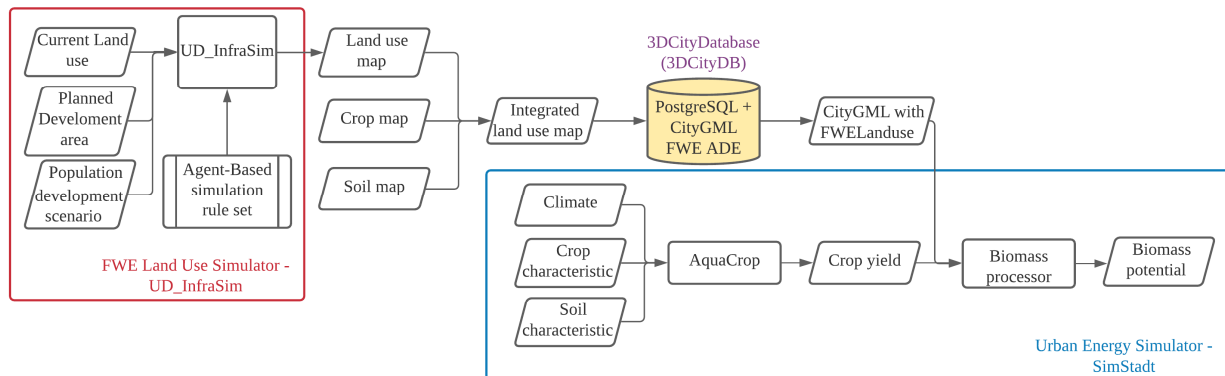 Current Land
use
Planned
Develoment
area
Population
development
scenario
UD_InfraSim
Agent-Based
simulation
rule set
FWE Land Use Simulator -
UD_InfraSim
Land use
map
Crop map
Soil map
Integrated
land use map
3DCityDatabase
(3DCityDB)
PostgreSQL +
CityGML
FWE ADE
CityGML with
FWELanduse
Climate
Crop
characteristic
Soil
characteristic
AquaCrop
Crop yield
Biomass
processor
Biomass
potential
Urban Energy Simulator -
SimStadt